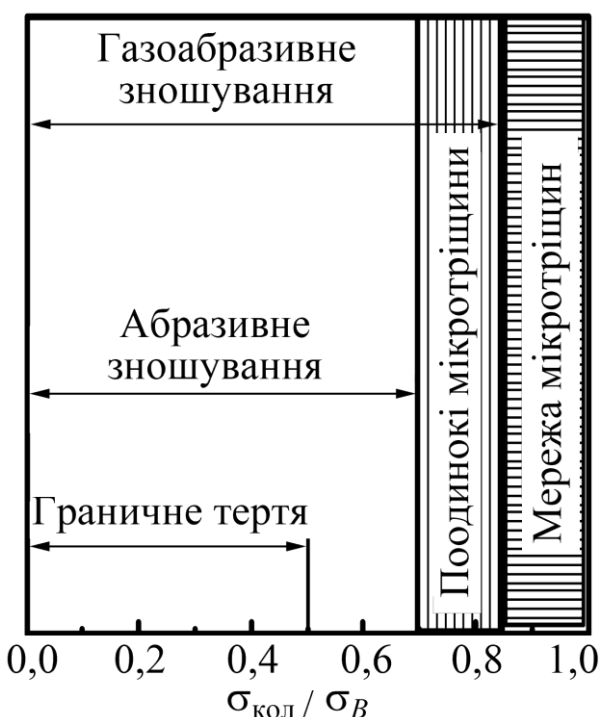 Газоабразивне
зношування
Абразивне
зношування
Граничне тертя
Поодинокі мікротріщини
Мережа мікротріщин
0,0 0,2 0,4 0,6 0,8 1,0
σкол / σB